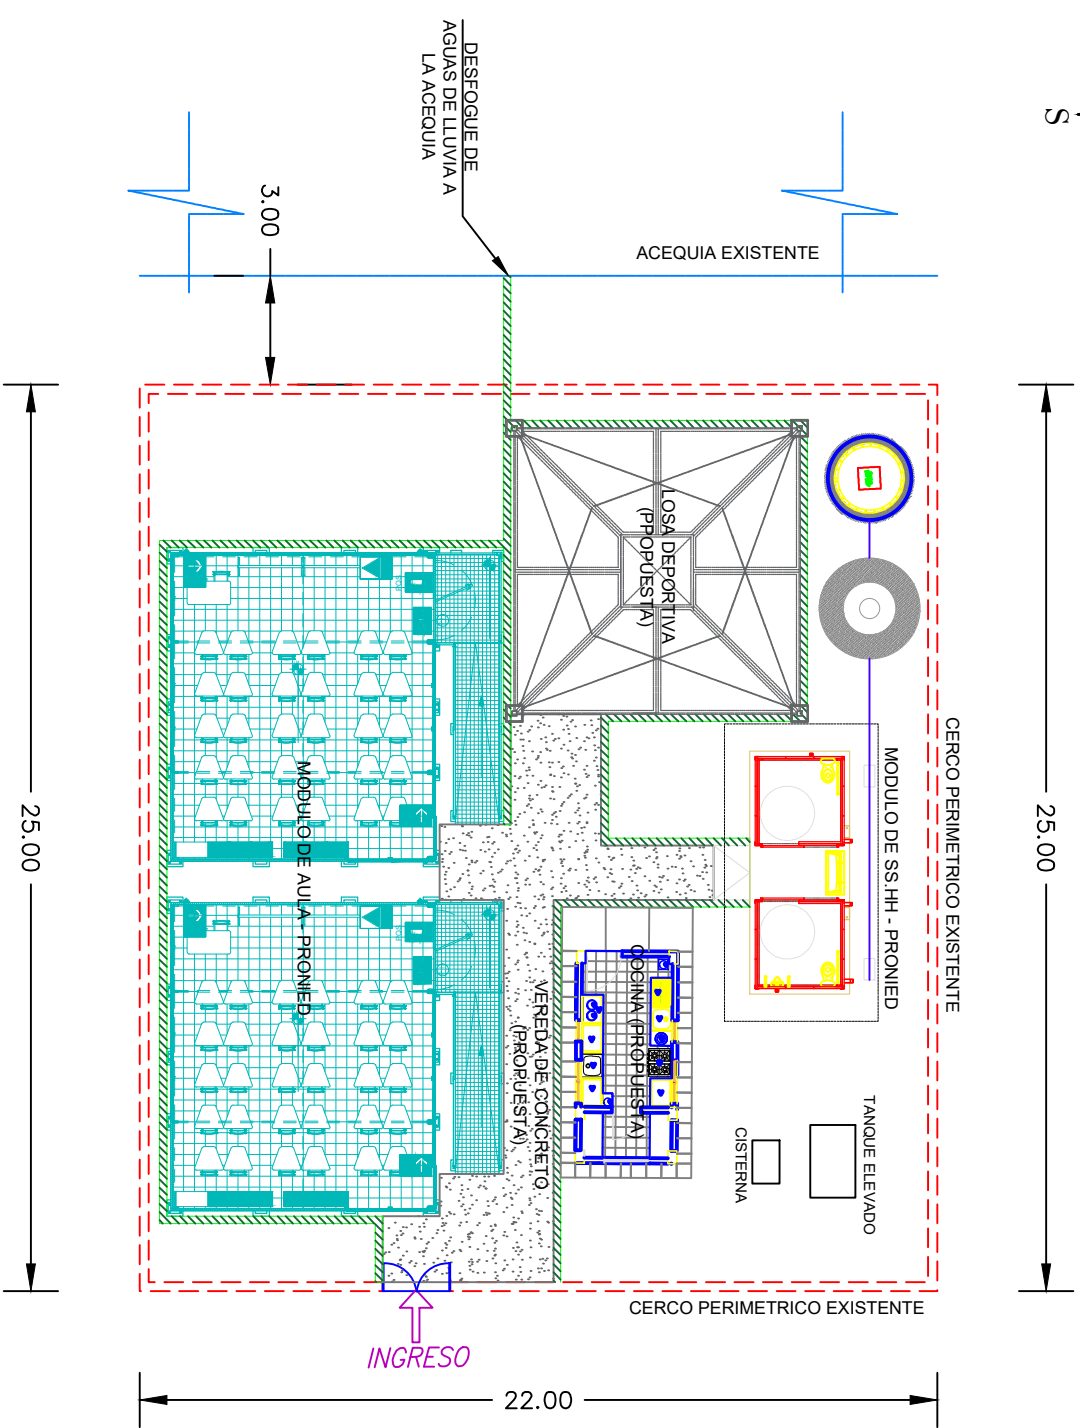 S
DESFOGUE DE
AGUAS DE LLUVIA A
LA ACEQUIA
3.00
ACEQUIA EXISTENTE
LOSA DEPORTIVA
(PPOPUESTA)
CERCO PERIMETRICO EXISTENTE
MODULO DE SS.HH - PRONIED
MODULO DE AULA - PRONIED
COCINA (PROPUESTA)
VEREDA DE CONCRETO
(PROPUESTA)
TANQUE ELEVADO
CISTERNA
25.00
25.00
CERCO PERIMETRICO EXISTENTE
INGRESO
22.00